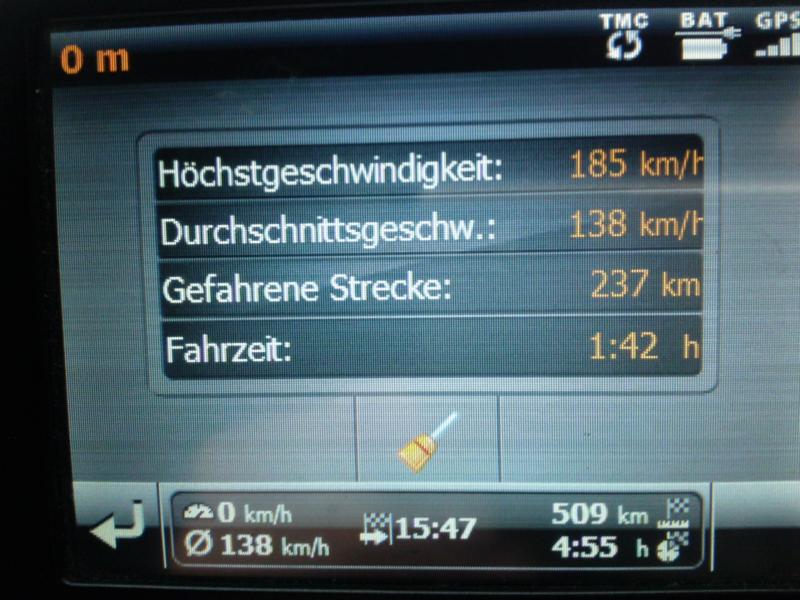 TMC BAT GPS
0 m
Höchstgeschwindigkeit: 185 km/h
Durchschnittsgeschw.: 138 km/h
Gefahrene Strecke: 237 km
Fahrzeit: 1:42 h
0 km/h
Ø 138 km/h
15:47
509 km
4:55 h